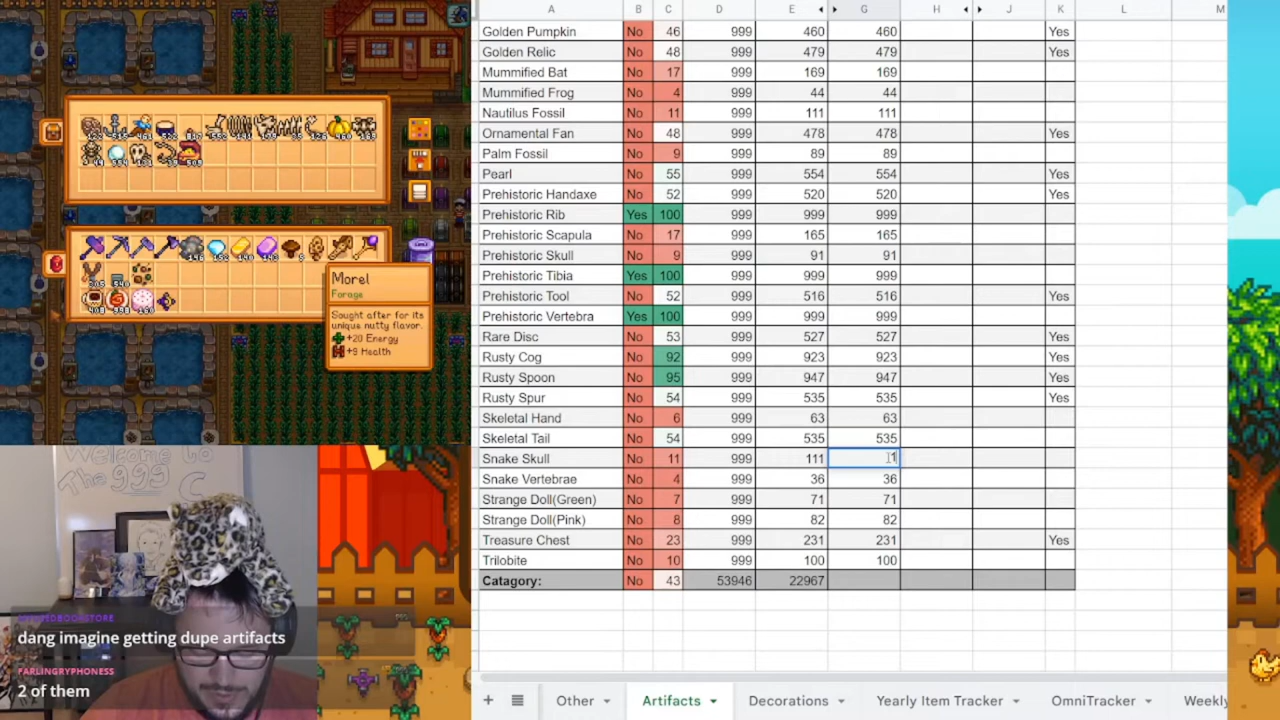 A B C D E G H J K L M
Golden Pumpkin No 46 999 460 460 Yes
Golden Relic No 48 999 479 479 Yes
Mummified Bat No 17 999 169 169
Mummified Frog No 4 999 44 44
Nautilus Fossil No 11 999 111 111
Ornamental Fan No 48 999 478 478 Yes
Palm Fossil No 9 999 89 89
Pearl No 55 999 554 554 Yes
Prehistoric Handaxe No 52 999 520 520 Yes
Prehistoric Rib Yes 100 999 999 999
Prehistoric Scapula No 17 999 165 165
Prehistoric Skull No 9 999 91 91
Prehistoric Tibia Yes 100 999 999 999
Prehistoric Tool No 52 999 516 516 Yes
Prehistoric Vertebra Yes 100 999 999 999
Rare Disc No 53 999 527 527 Yes
Rusty Cog No 92 999 923 923 Yes
Rusty Spoon No 95 999 947 947 Yes
Rusty Spur No 54 999 535 535 Yes
Skeletal Hand No 6 999 63 63
Skeletal Tail No 54 999 535 535
Snake Skull No 11 999 111 1
Snake Vertebrae No 4 999 36 36
Strange Doll(Green) No 7 999 71 71
Strange Doll(Pink) No 8 999 82 82
Treasure Chest No 23 999 231 231 Yes
Trilobite No 10 999 100 100
Catagory: No 43 53946 22967
+ Other Artifacts Decorations Yearly Item Tracker OmniTracker Weekly
Morel
Forage
Sought after for its
unique nutty flavor.
+20 Energy
+9 Health
Welcome to
The 999
dang imagine getting dupe artifacts
FARLINGRYPHONESS
2 of them